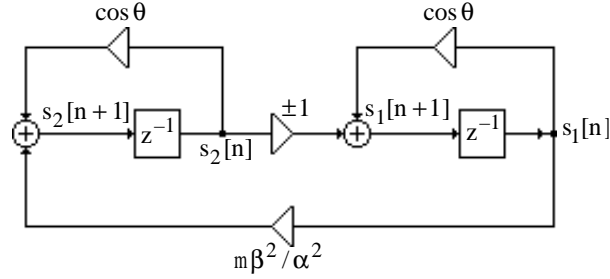 cos θ
cos θ
±1
s₂[n+1]
z⁻¹
s₁[n+1]
z⁻¹
s₂[n]
s₁[n]
mβ²/α²